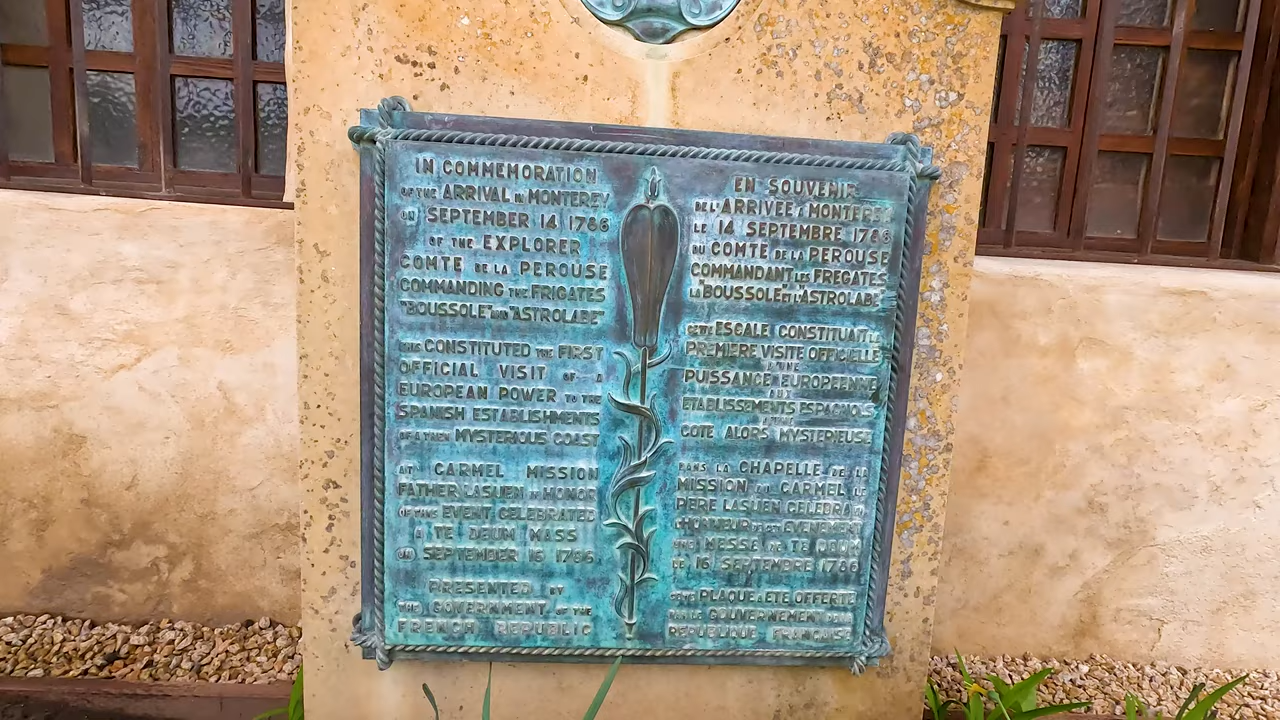 IN COMMEMORATION
OF THE ARRIVAL IN MONTEREY
ON SEPTEMBER 14 1786
OF THE EXPLORER
COMTE DE LA PEROUSE
COMMANDING THE FRIGATES
"BOUSSOLE" AND "ASTROLABE"
THIS CONSTITUTED THE FIRST
OFFICIAL VISIT OF A
EUROPEAN POWER TO THE
SPANISH ESTABLISHMENTS
OF A THEN MYSTERIOUS COAST
AT CARMEL MISSION
FATHER LASUEN IN HONOR
OF THIS EVENT CELEBRATED
A TE DEUM MASS
ON SEPTEMBER 16 1786
PRESENTED BY
THE GOVERNMENT OF THE
FRENCH REPUBLIC
EN SOUVENIR
DE L'ARRIVEE A MONTEREY
LE 14 SEPTEMBRE 1786
DU COMTE DE LA PEROUSE
COMMANDANT LES FREGATES
"LA BOUSSOLE" ET "L'ASTROLABE"
CETTE ESCALE CONSTITUAIT LA
PREMIERE VISITE OFFICIELLE
D'UNE
PUISSANCE EUROPEENNE
AUX
ETABLISSEMENTS ESPAGNOLS
D'UNE
COTE ALORS MYSTERIEUSE
DANS LA CHAPELLE DE LA
MISSION DU CARMEL LE
PERE LASUEN CELEBRA EN
L'HONNEUR DE CET EVENEMENT
UNE MESSE DE TE DEUM
LE 16 SEPTEMBRE 1786
CETTE PLAQUE A ETE OFFERTE
PAR LE GOUVERNEMENT DE LA
REPUBLIQUE FRANÇAISE